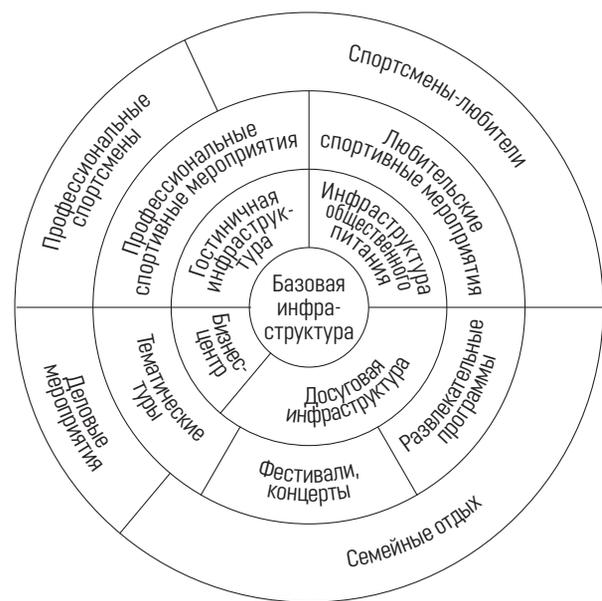 Профессиональные
спортсмены
Спортсмены-любители
Профессиональные
спортивные мероприятия
Любительские
спортивные мероприятия
Гостиничная
инфраструк-
тура
Инфраструктура
общественного
питания
Базовая
инфра-
структура
Бизнес-
центр
Досуговая
инфраструктура
Тематические
туры
Развлекательные
программы
Деловые
мероприятия
Фестивали,
концерты
Семейные отдых